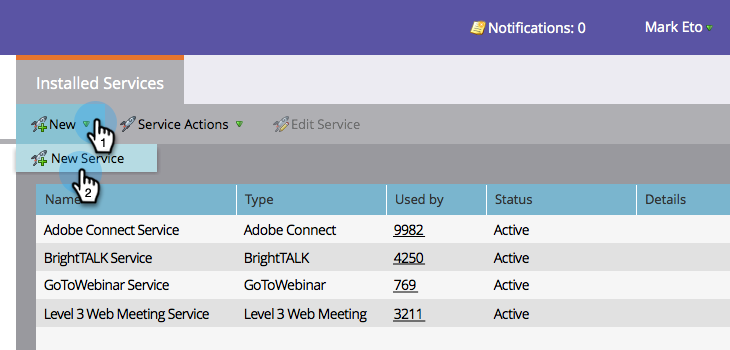 Notifications: 0 Mark Eto
Installed Services
New 1 Service Actions Edit Service
New Service
2
Name Type Used by Status Details
Adobe Connect Service Adobe Connect 9982 Active
BrightTALK Service BrightTALK 4250 Active
GoToWebinar Service GoToWebinar 769 Active
Level 3 Web Meeting Service Level 3 Web Meeting 3211 Active